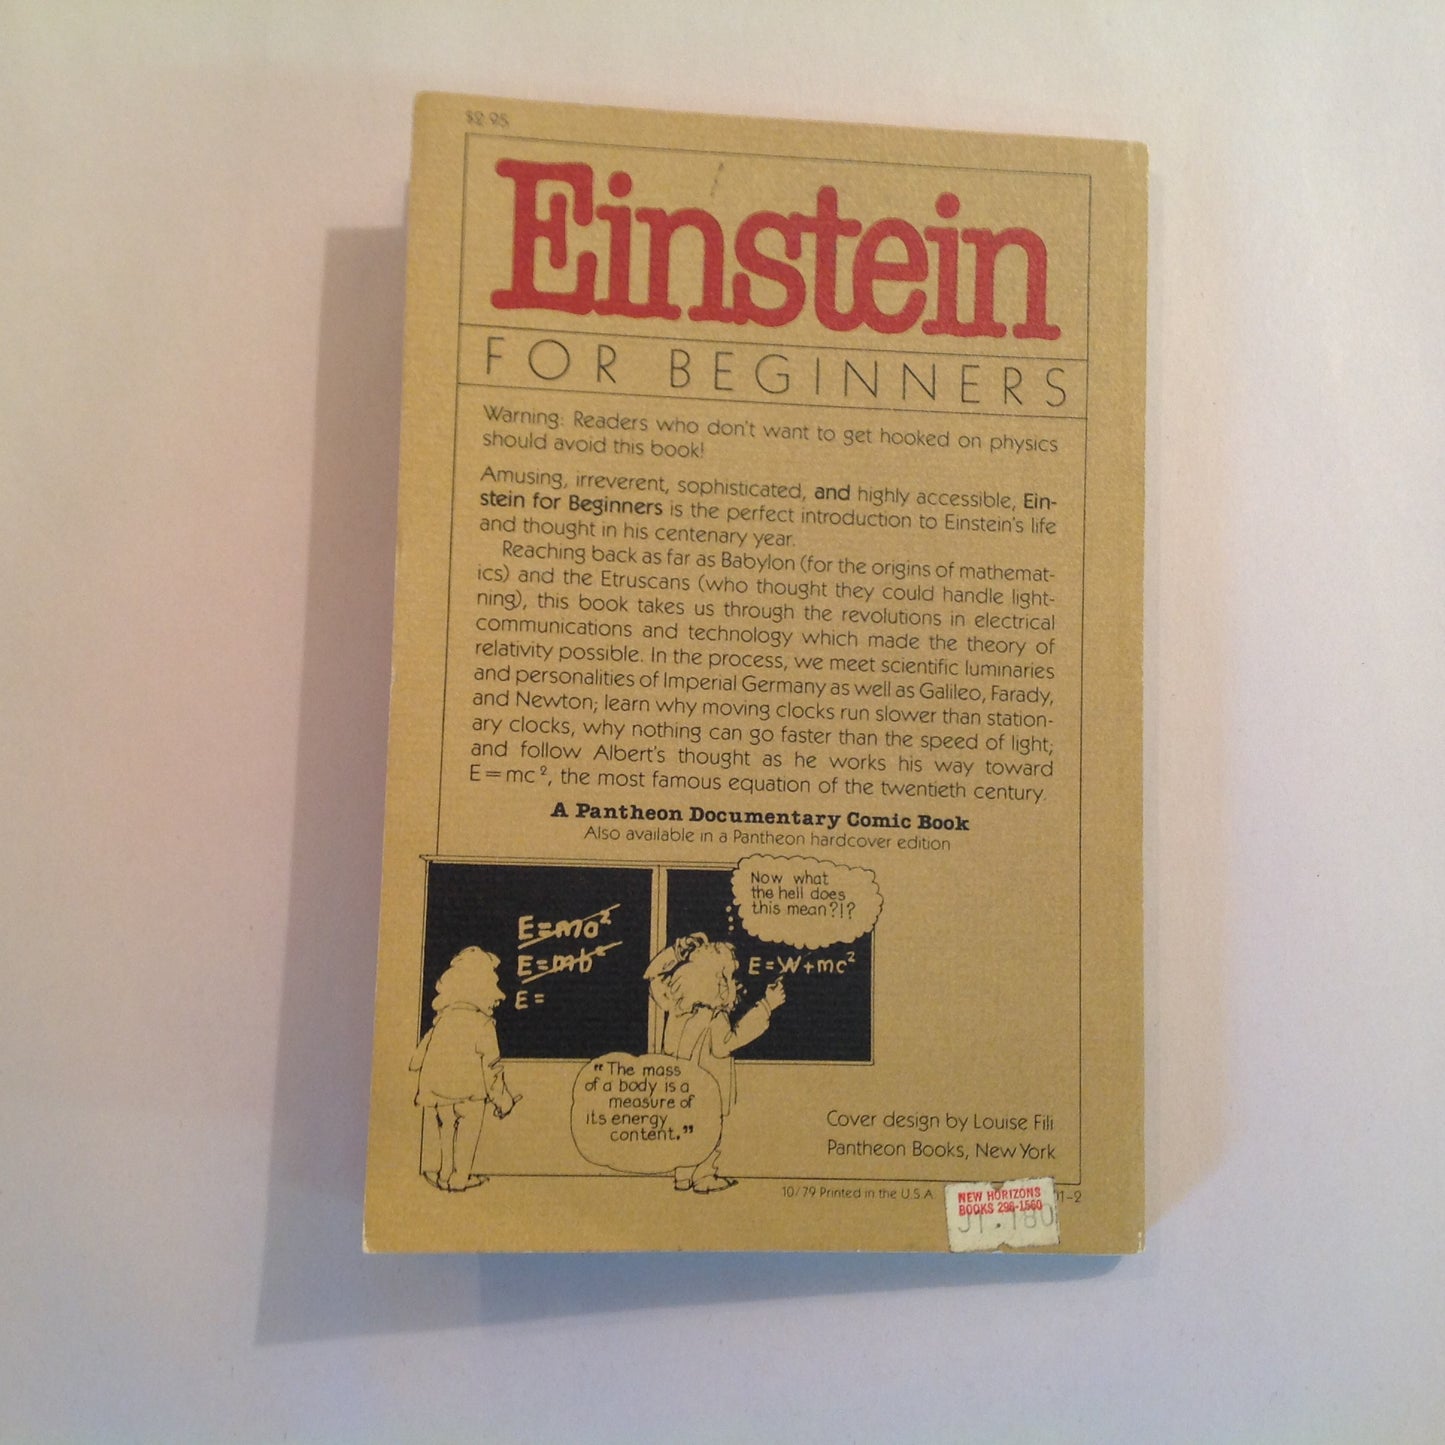 $2.95
Einstein
FOR BEGINNERS
Warning: Readers who don't want to get hooked on physics
should avoid this book!
Amusing, irreverent, sophisticated, and highly accessible, Ein-
stein for Beginners is the perfect introduction to Einstein's life
and thought in his centenary year.
Reaching back as far as Babylon (for the origins of mathemat-
ics) and the Etruscans (who thought they could handle light-
ning), this book takes us through the revolutions in electrical
communications and technology which made the theory of
relativity possible. In the process, we meet scientific luminaries
and personalities of Imperial Germany as well as Galileo, Farady,
and Newton; learn why moving clocks run slower than station-
ary clocks, why nothing can go faster than the speed of light;
and follow Albert's thought as he works his way toward
E=mc², the most famous equation of the twentieth century.
A Pantheon Documentary Comic Book
Also available in a Pantheon hardcover edition
Now what
the hell does
this mean?!?
E=ma²
E=mb²
E=
E=W+mc²
"The mass
of a body is a
measure of
its energy
content."
Cover design by Louise Fili
Pantheon Books, New York
10/79 Printed in the U.S.A.
1-2
NEW HORIZONS
BOOKS 298-1560